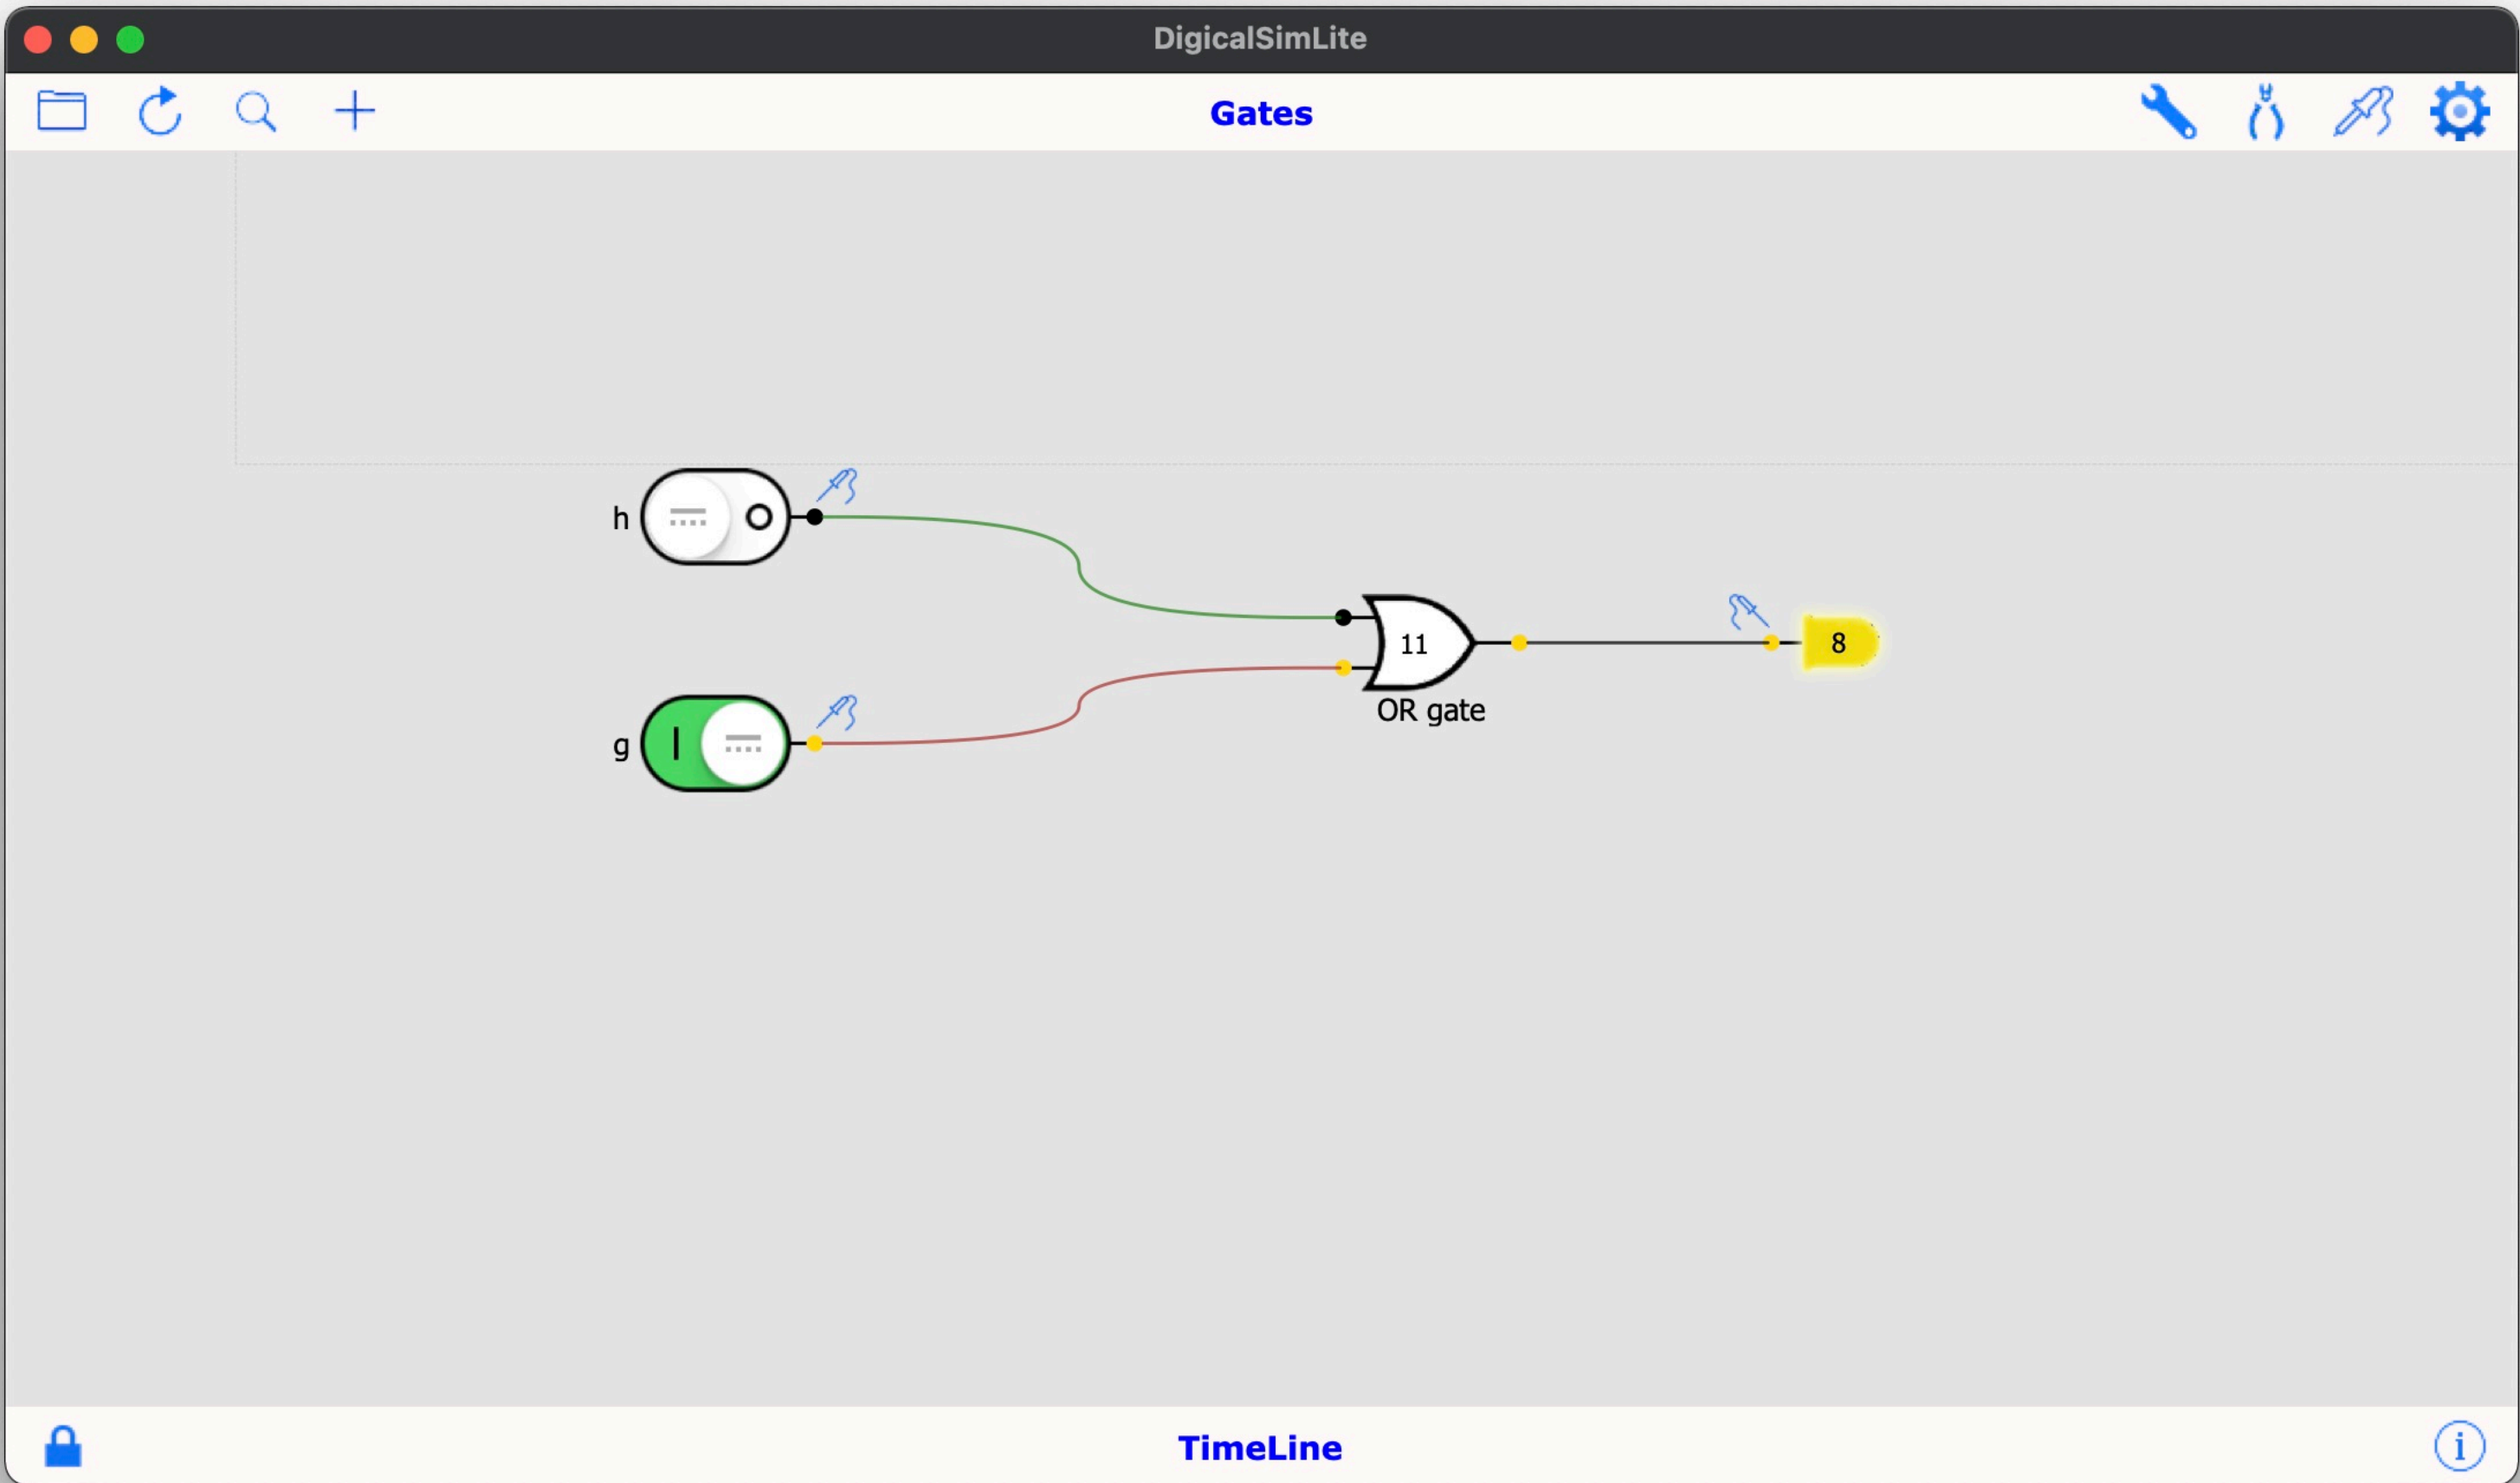 DigicalSimLite
Gates
h
11
8
OR gate
g
TimeLine